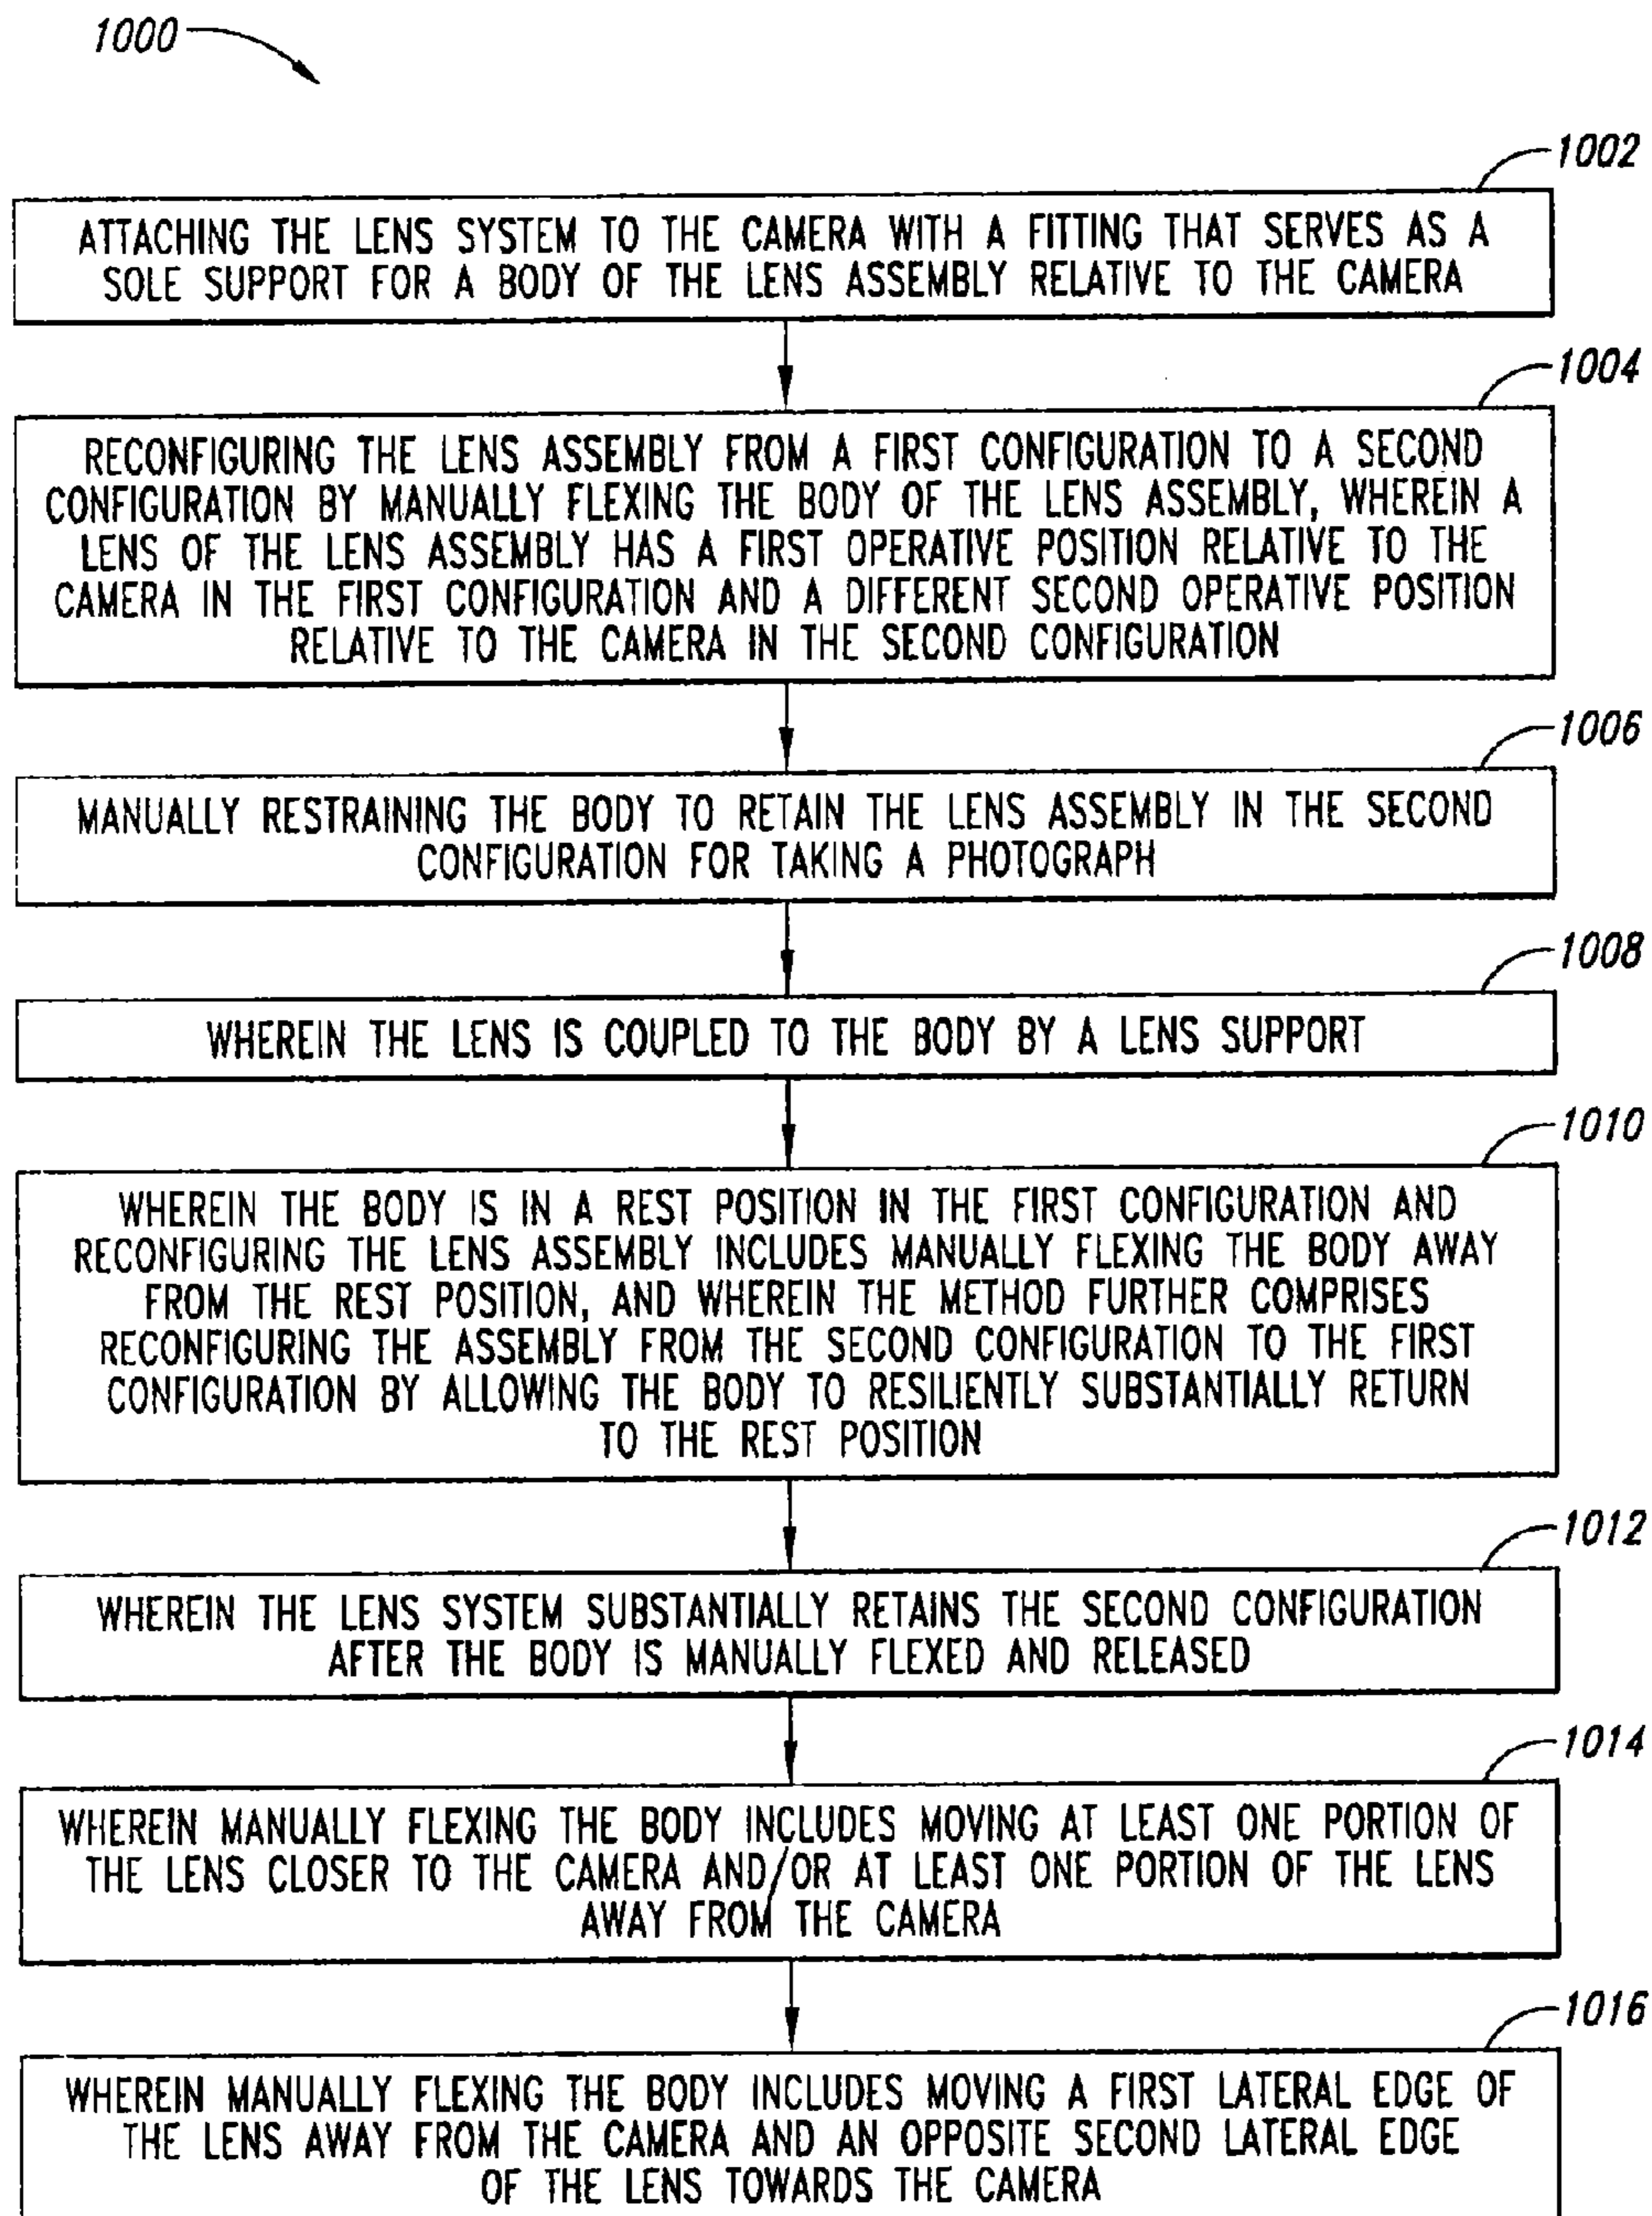 1000
1002
ATTACHING THE LENS SYSTEM TO THE CAMERA WITH A FITTING THAT SERVES AS A
SOLE SUPPORT FOR A BODY OF THE LENS ASSEMBLY RELATIVE TO THE CAMERA
1004
RECONFIGURING THE LENS ASSEMBLY FROM A FIRST CONFIGURATION TO A SECOND
CONFIGURATION BY MANUALLY FLEXING THE BODY OF THE LENS ASSEMBLY, WHEREIN A
LENS OF THE LENS ASSEMBLY HAS A FIRST OPERATIVE POSITION RELATIVE TO THE
CAMERA IN THE FIRST CONFIGURATION AND A DIFFERENT SECOND OPERATIVE POSITION
RELATIVE TO THE CAMERA IN THE SECOND CONFIGURATION
1006
MANUALLY RESTRAINING THE BODY TO RETAIN THE LENS ASSEMBLY IN THE SECOND
CONFIGURATION FOR TAKING A PHOTOGRAPH
1008
WHEREIN THE LENS IS COUPLED TO THE BODY BY A LENS SUPPORT
1010
WHEREIN THE BODY IS IN A REST POSITION IN THE FIRST CONFIGURATION AND
RECONFIGURING THE LENS ASSEMBLY INCLUDES MANUALLY FLEXING THE BODY AWAY
FROM THE REST POSITION, AND WHEREIN THE METHOD FURTHER COMPRISES
RECONFIGURING THE ASSEMBLY FROM THE SECOND CONFIGURATION TO THE FIRST
CONFIGURATION BY ALLOWING THE BODY TO RESILIENTLY SUBSTANTIALLY RETURN
TO THE REST POSITION
1012
WHEREIN THE LENS SYSTEM SUBSTANTIALLY RETAINS THE SECOND CONFIGURATION
AFTER THE BODY IS MANUALLY FLEXED AND RELEASED
1014
WHEREIN MANUALLY FLEXING THE BODY INCLUDES MOVING AT LEAST ONE PORTION OF
THE LENS CLOSER TO THE CAMERA AND/OR AT LEAST ONE PORTION OF THE LENS
AWAY FROM THE CAMERA
1016
WHEREIN MANUALLY FLEXING THE BODY INCLUDES MOVING A FIRST LATERAL EDGE OF
THE LENS AWAY FROM THE CAMERA AND AN OPPOSITE SECOND LATERAL EDGE
OF THE LENS TOWARDS THE CAMERA